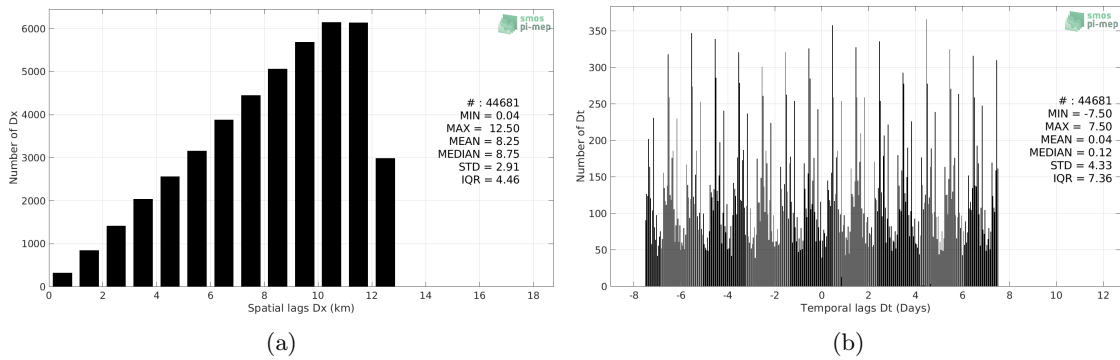 6000
5000
4000
3000
2000
1000
0
Number of Dx
0 2 4 6 8 10 12 14 16 18
Spatial lags Dx (km)
smos
pi-mep
# : 44681
MIN = 0.04
MAX = 12.50
MEAN = 8.25
MEDIAN = 8.75
STD = 2.91
IQR = 4.46
(a)
350
300
250
200
150
100
50
0
Number of Dt
-8 -6 -4 -2 0 2 4 6 8 10 12
Temporal lags Dt (Days)
smos
pi-mep
# : 44681
MIN = -7.50
MAX = 7.50
MEAN = 0.04
MEDIAN = 0.12
STD = 4.33
IQR = 7.36
(b)